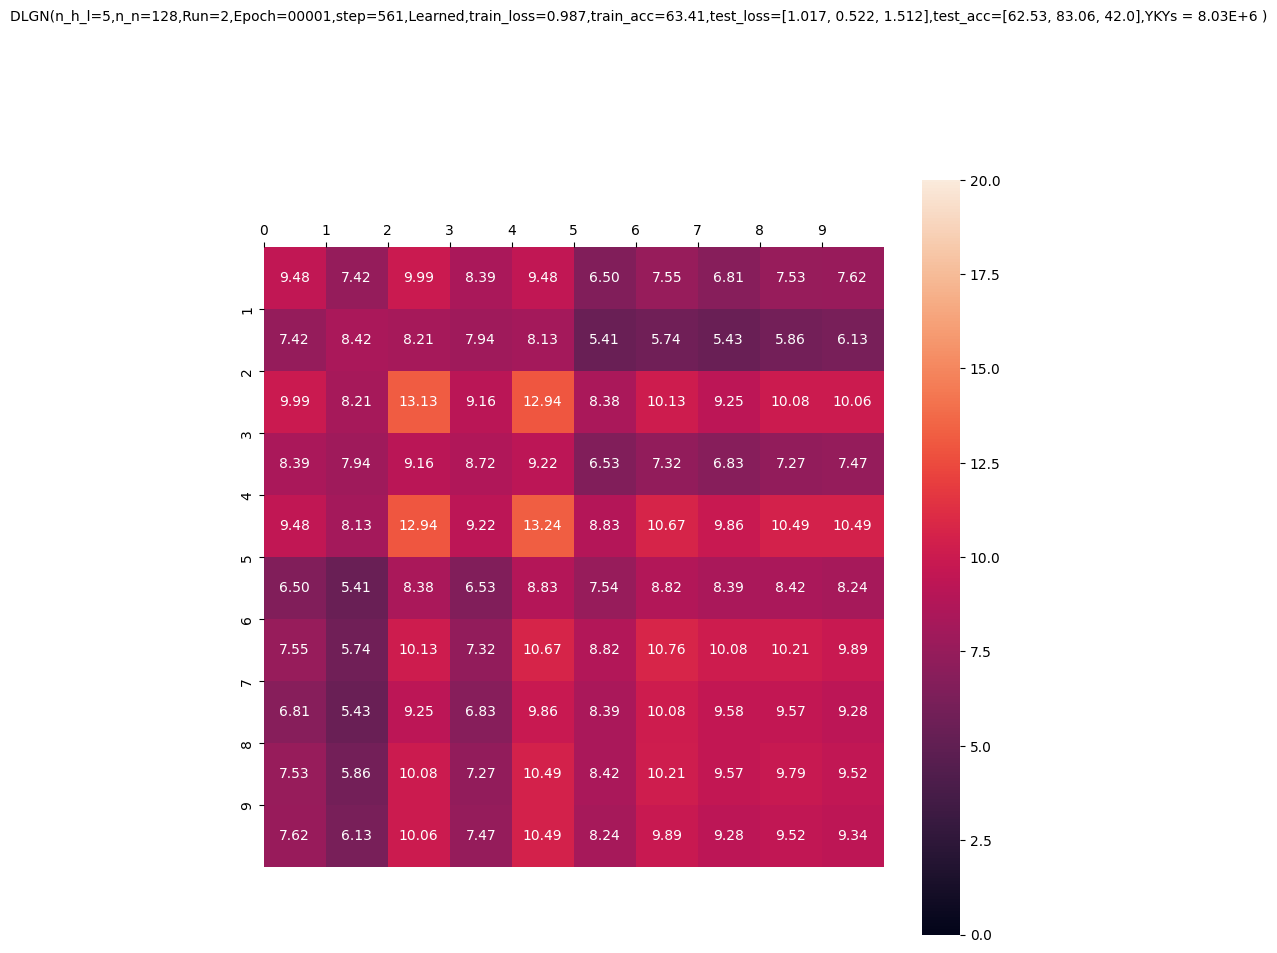 DLGN(n_h_l=5,n_n=128,Run=2,Epoch=00001,step=561,Learned,train_loss=0.987,train_acc=63.41,test_loss=[1.017, 0.522, 1.512],test_acc=[62.53, 83.06, 42.0],YKYs = 8.03E+6 )
0 1 2 3 4 5 6 7 8 9
9.48 7.42 9.99 8.39 9.48 6.50 7.55 6.81 7.53 7.62
1
7.42 8.42 8.21 7.94 8.13 5.41 5.74 5.43 5.86 6.13
2
9.99 8.21 13.13 9.16 12.94 8.38 10.13 9.25 10.08 10.06
3
8.39 7.94 9.16 8.72 9.22 6.53 7.32 6.83 7.27 7.47
4
9.48 8.13 12.94 9.22 13.24 8.83 10.67 9.86 10.49 10.49
5
6.50 5.41 8.38 6.53 8.83 7.54 8.82 8.39 8.42 8.24
6
7.55 5.74 10.13 7.32 10.67 8.82 10.76 10.08 10.21 9.89
7
6.81 5.43 9.25 6.83 9.86 8.39 10.08 9.58 9.57 9.28
8
7.53 5.86 10.08 7.27 10.49 8.42 10.21 9.57 9.79 9.52
9
7.62 6.13 10.06 7.47 10.49 8.24 9.89 9.28 9.52 9.34
20.0
17.5
15.0
12.5
10.0
7.5
5.0
2.5
0.0